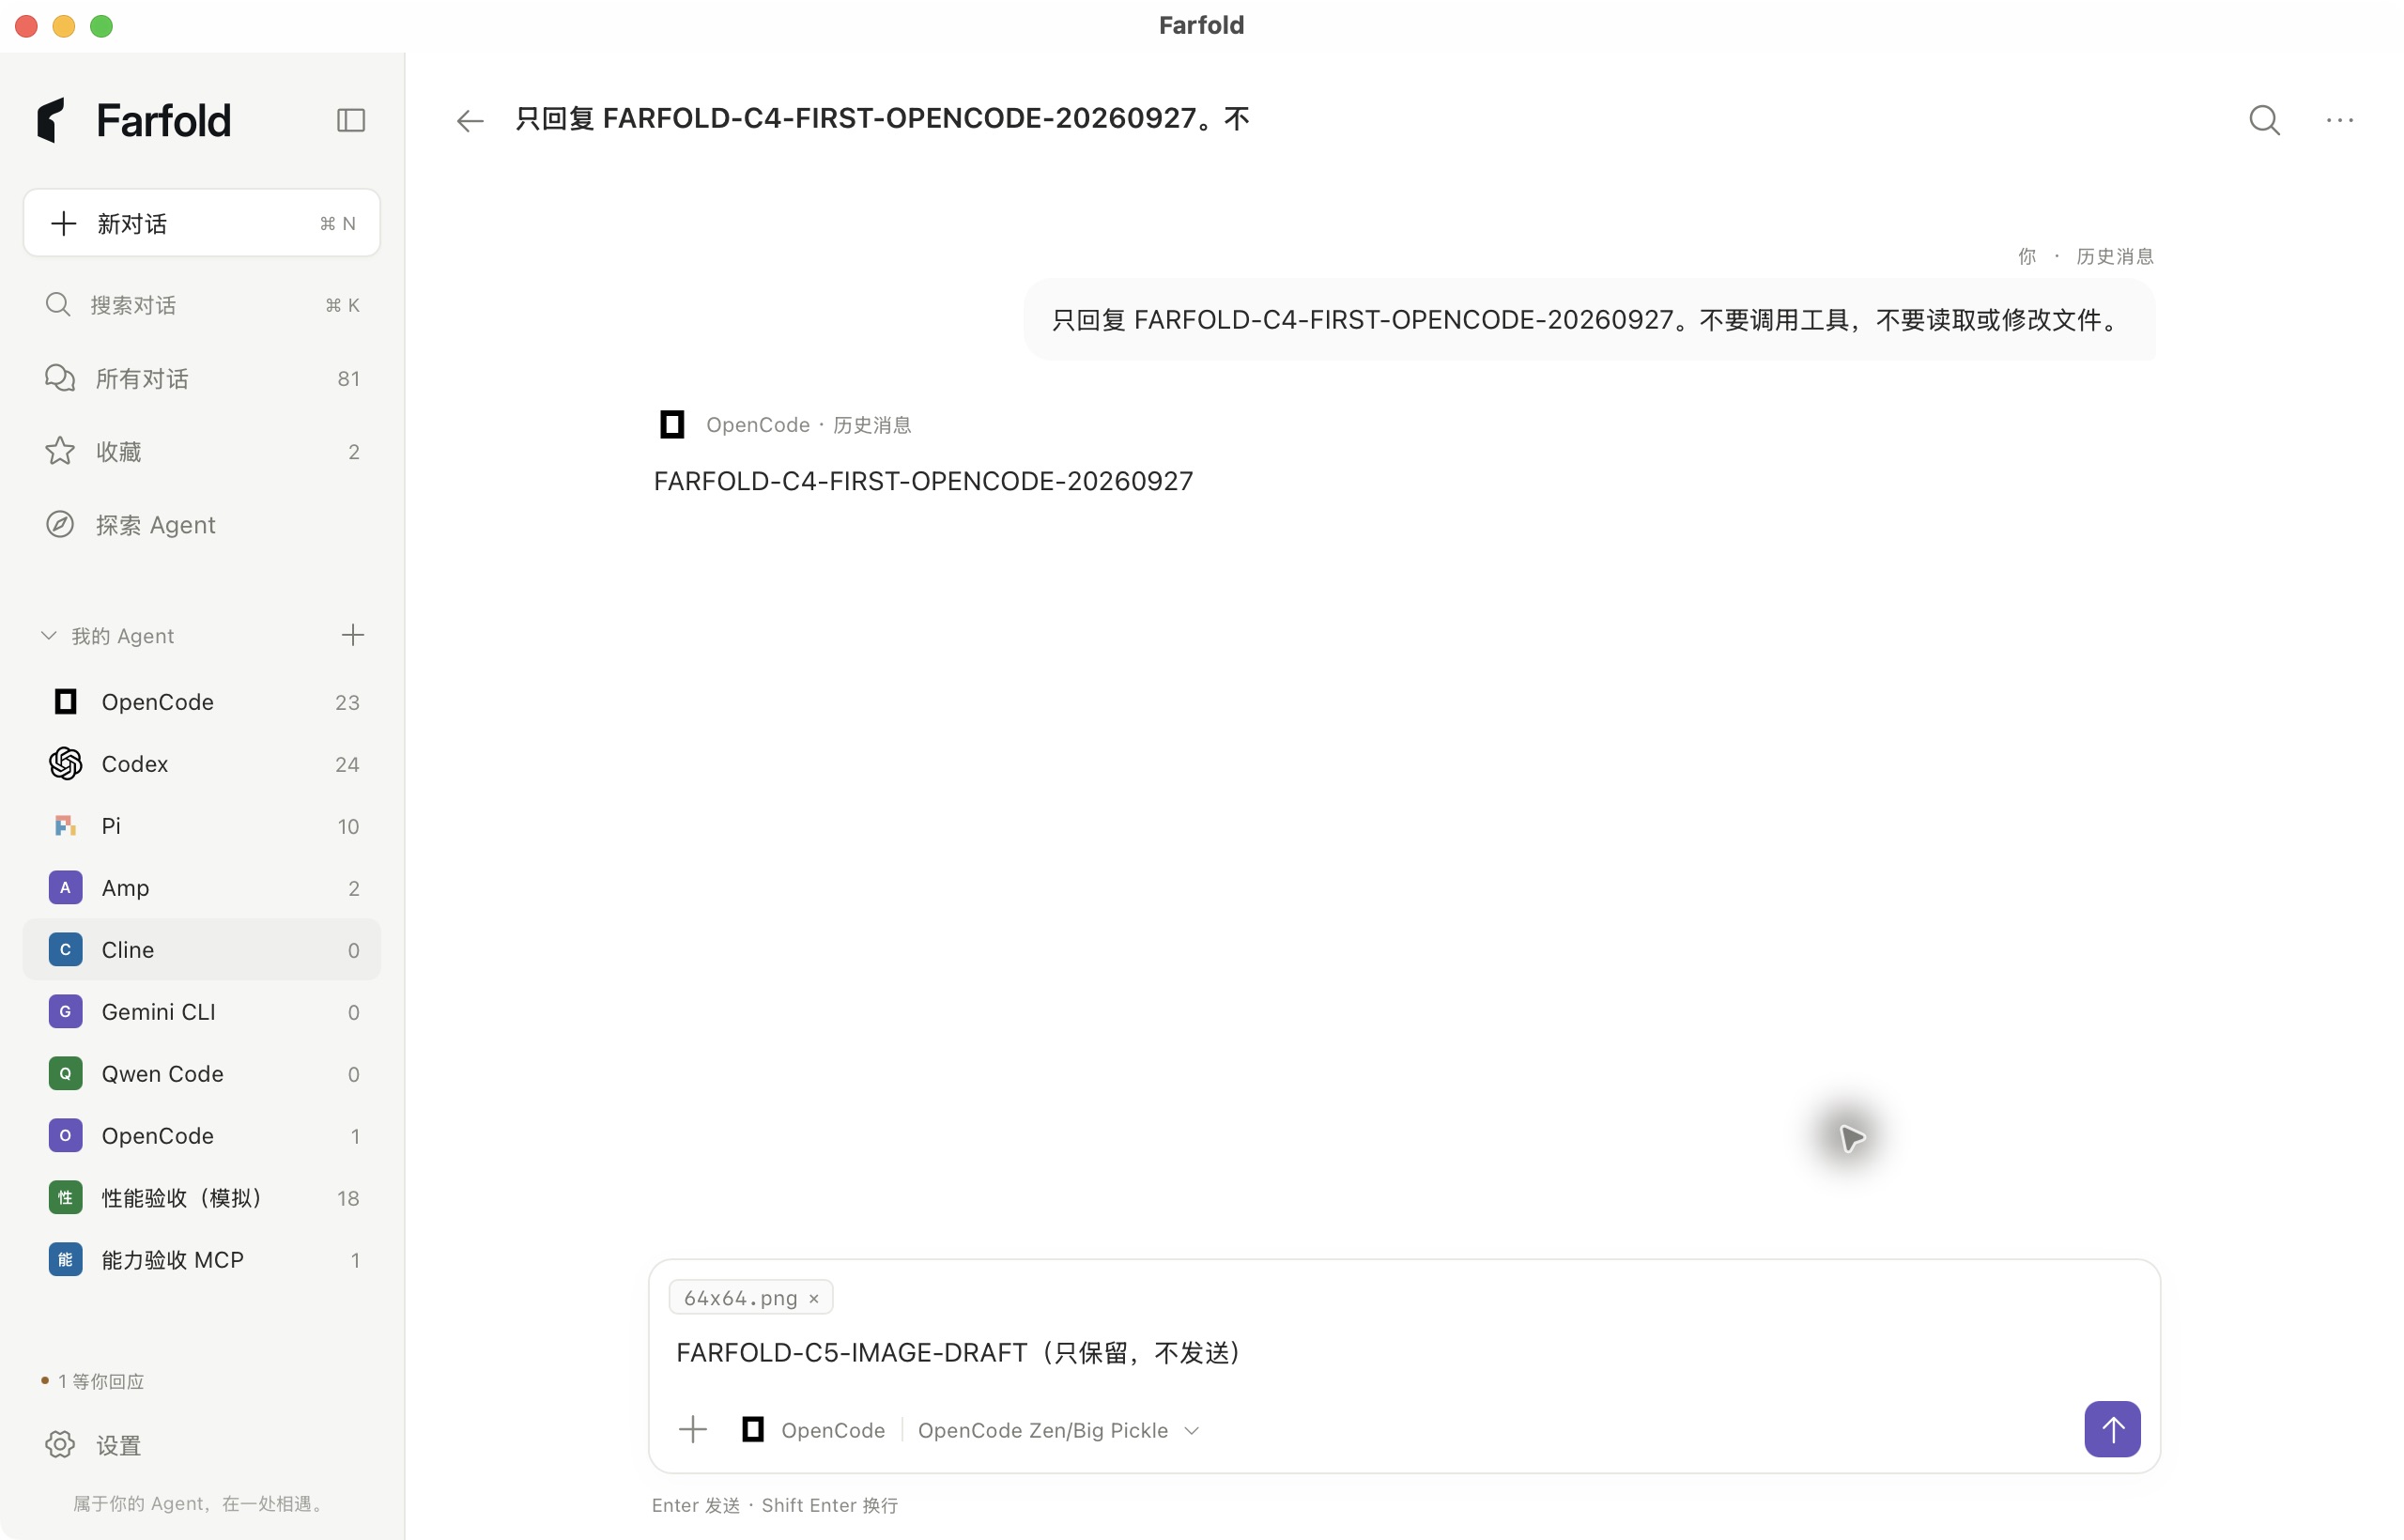 Farfold
Farfold
新对话 ⌘ N
搜索对话 ⌘ K
所有对话 81
收藏 2
探索 Agent
我的 Agent
OpenCode 23
Codex 24
Pi 10
A Amp 2
C Cline 0
G Gemini CLI 0
Q Qwen Code 0
O OpenCode 1
性 性能验收（模拟） 18
能 能力验收 MCP 1
1 等你回应
设置
属于你的 Agent，在一处相遇。
只回复 FARFOLD-C4-FIRST-OPENCODE-20260927。不
你 · 历史消息
只回复 FARFOLD-C4-FIRST-OPENCODE-20260927。不要调用工具，不要读取或修改文件。
OpenCode · 历史消息
FARFOLD-C4-FIRST-OPENCODE-20260927
64x64.png ×
FARFOLD-C5-IMAGE-DRAFT（只保留，不发送）
OpenCode OpenCode Zen/Big Pickle
Enter 发送 · Shift Enter 换行